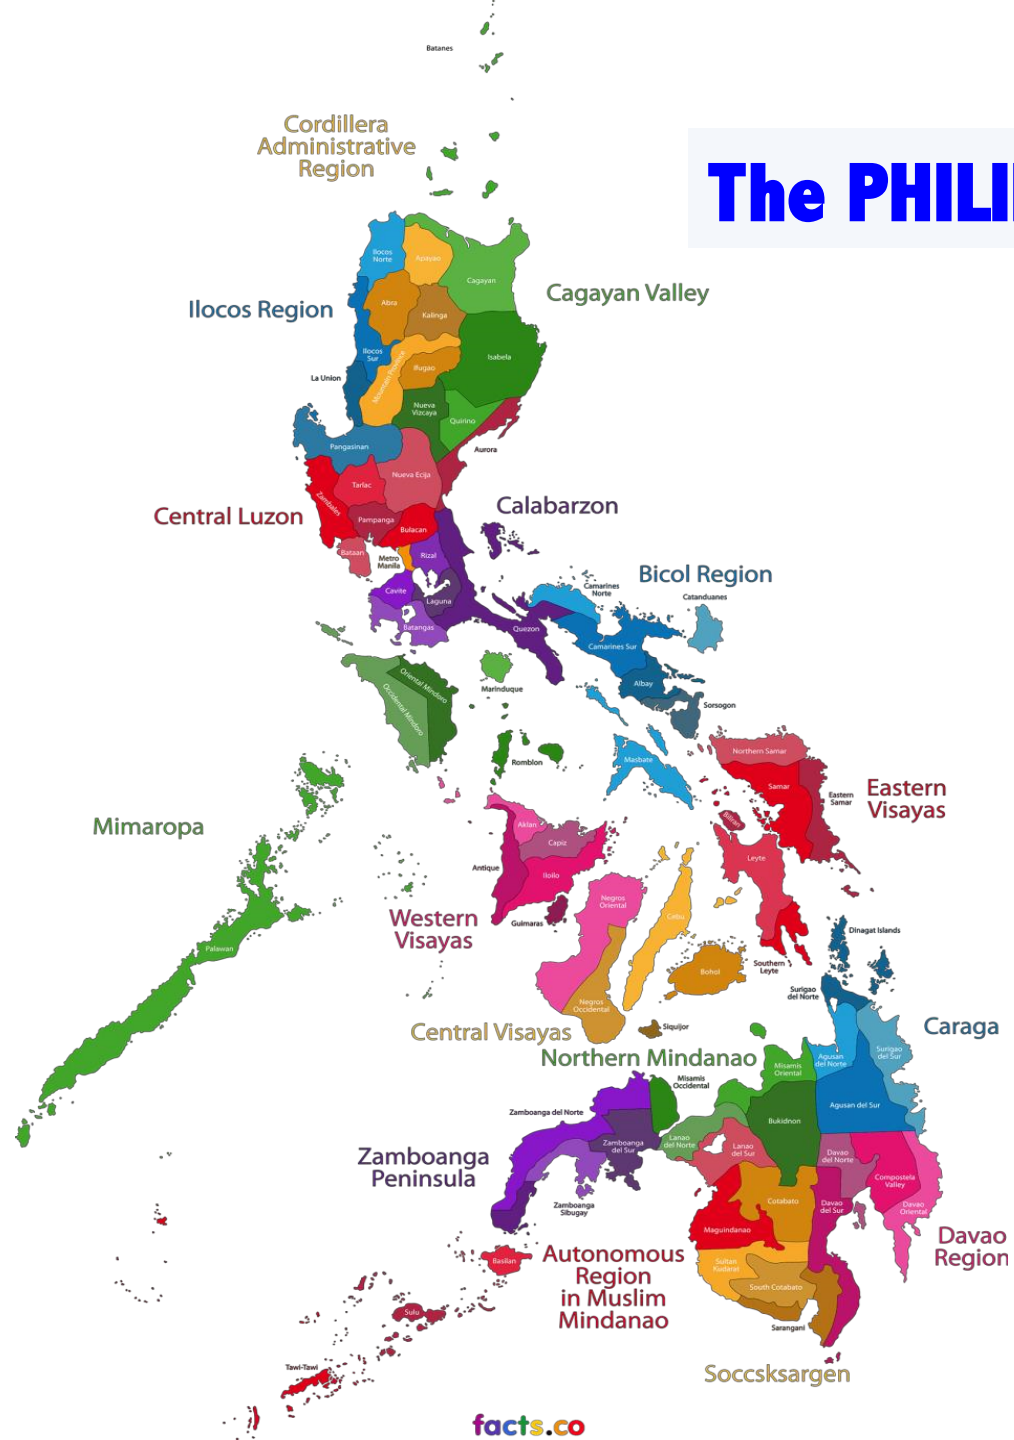 Batanes
Cordillera
Administrative
Region
The PHILI
Ilocos
Norte
Apayao
Cagayan
Cagayan Valley
Ilocos Region
Abra
Kalinga
Ilocos
Sur
Mountain Province
Ifugao
Isabela
La Union
Nueva
Vizcaya
Quirino
Aurora
Pangasinan
Nueva Ecija
Tarlac
Zambales
Central Luzon
Pampanga
Bulacan
Calabarzon
Bataan
Metro
Manila
Rizal
Cavite
Laguna
Batangas
Quezon
Bicol Region
Camarines
Norte
Catanduanes
Camarines Sur
Albay
Sorsogon
Oriental Mindoro
Occidental Mindoro
Marinduque
Romblon
Masbate
Northern Samar
Samar
Eastern
Samar
Eastern
Visayas
Mimaropa
Biliran
Leyte
Aklan
Capiz
Antique
Iloilo
Guimaras
Western
Visayas
Negros
Oriental
Cebu
Palawan
Bohol
Southern
Leyte
Dinagat Islands
Surigao
del Norte
Negros
Occidental
Central Visayas
Siquijor
Caraga
Northern Mindanao
Misamis
Oriental
Agusan
del Norte
Surigao
del Sur
Misamis
Occidental
Zamboanga del Norte
Bukidnon
Agusan del Sur
Zamboanga
Peninsula
Zamboanga
del Sur
Lanao
del Norte
Lanao
del Sur
Davao
del Norte
Compostela
Valley
Zamboanga
Sibugay
Cotabato
Davao
del Sur
Davao
Oriental
Maguindanao
Davao
Region
Basilan
Autonomous
Region
in Muslim
Mindanao
Sultan
Kudarat
South Cotabato
Sulu
Sarangani
Tawi-Tawi
Soccsksargen
facts.co